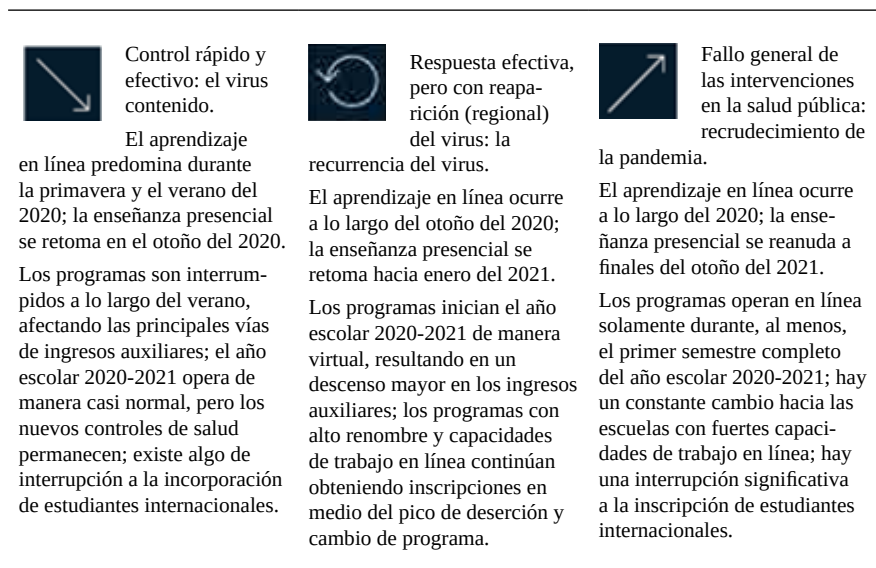 Control rápido y
efectivo: el virus
contenido.
El aprendizaje
en línea predomina durante
la primavera y el verano del
2020; la enseñanza presencial
se retoma en el otoño del 2020.
Los programas son interrum-
pidos a lo largo del verano,
afectando las principales vías
de ingresos auxiliares; el año
escolar 2020-2021 opera de
manera casi normal, pero los
nuevos controles de salud
permanecen; existe algo de
interrupción a la incorporación
de estudiantes internacionales.
Respuesta efectiva,
pero con reapa-
rición (regional)
del virus: la
recurrencia del virus.
El aprendizaje en línea ocurre
a lo largo del otoño del 2020;
la enseñanza presencial se
retoma hacia enero del 2021.
Los programas inician el año
escolar 2020-2021 de manera
virtual, resultando en un
descenso mayor en los ingresos
auxiliares; los programas con
alto renombre y capacidades
de trabajo en línea continúan
obteniendo inscripciones en
medio del pico de deserción y
cambio de programa.
Fallo general de
las intervenciones
en la salud pública:
recrudecimiento de
la pandemia.
El aprendizaje en línea ocurre
a lo largo del 2020; la ense-
ñanza presencial se reanuda a
finales del otoño del 2021.
Los programas operan en línea
solamente durante, al menos,
el primer semestre completo
del año escolar 2020-2021; hay
un constante cambio hacia las
escuelas con fuertes capaci-
dades de trabajo en línea; hay
una interrupción significativa
a la inscripción de estudiantes
internacionales.